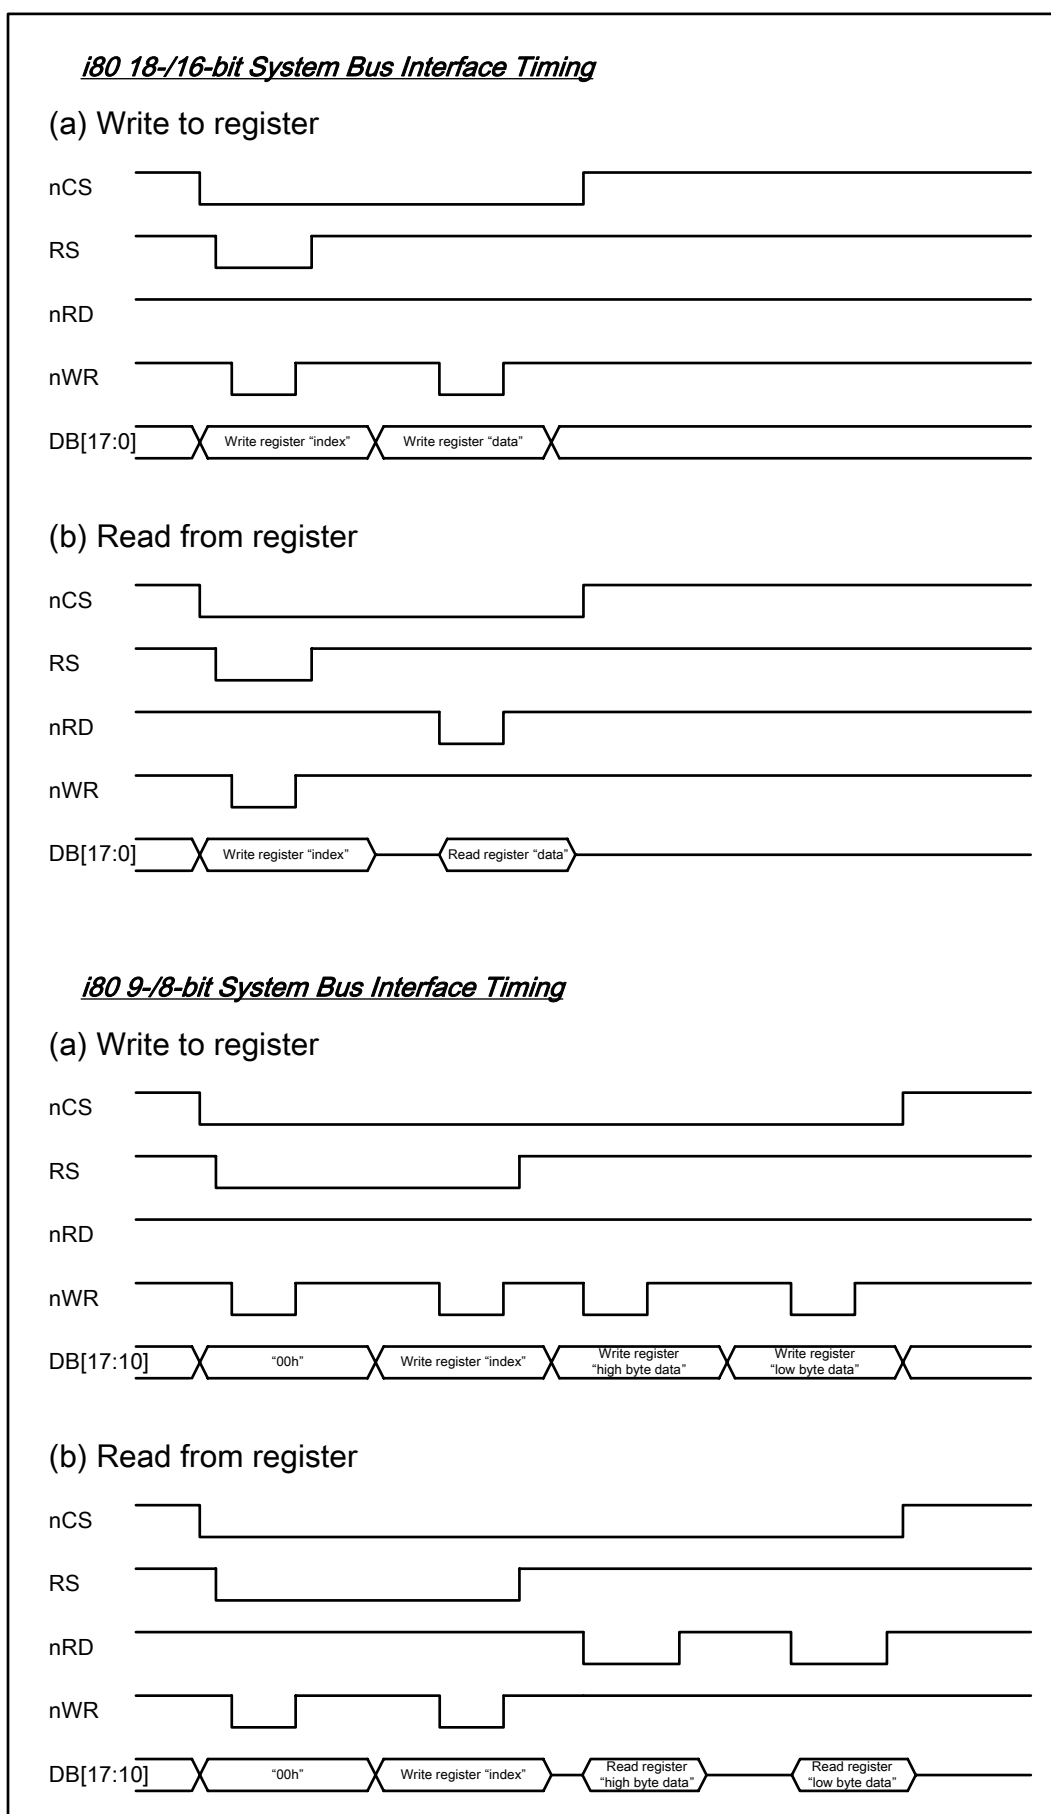 i80 18-/16-bit System Bus Interface Timing
(a) Write to register
nCS
RS
nRD
nWR
DB[17:0]
Write register “index”
Write register “data”
(b) Read from register
nCS
RS
nRD
nWR
DB[17:0]
Write register “index”
Read register “data”
i80 9-/8-bit System Bus Interface Timing
(a) Write to register
nCS
RS
nRD
nWR
DB[17:10]
“00h”
Write register “index”
Write register
“high byte data”
Write register
“low byte data”
(b) Read from register
nCS
RS
nRD
nWR
DB[17:10]
“00h”
Write register “index”
Read register
“high byte data”
Read register
“low byte data”